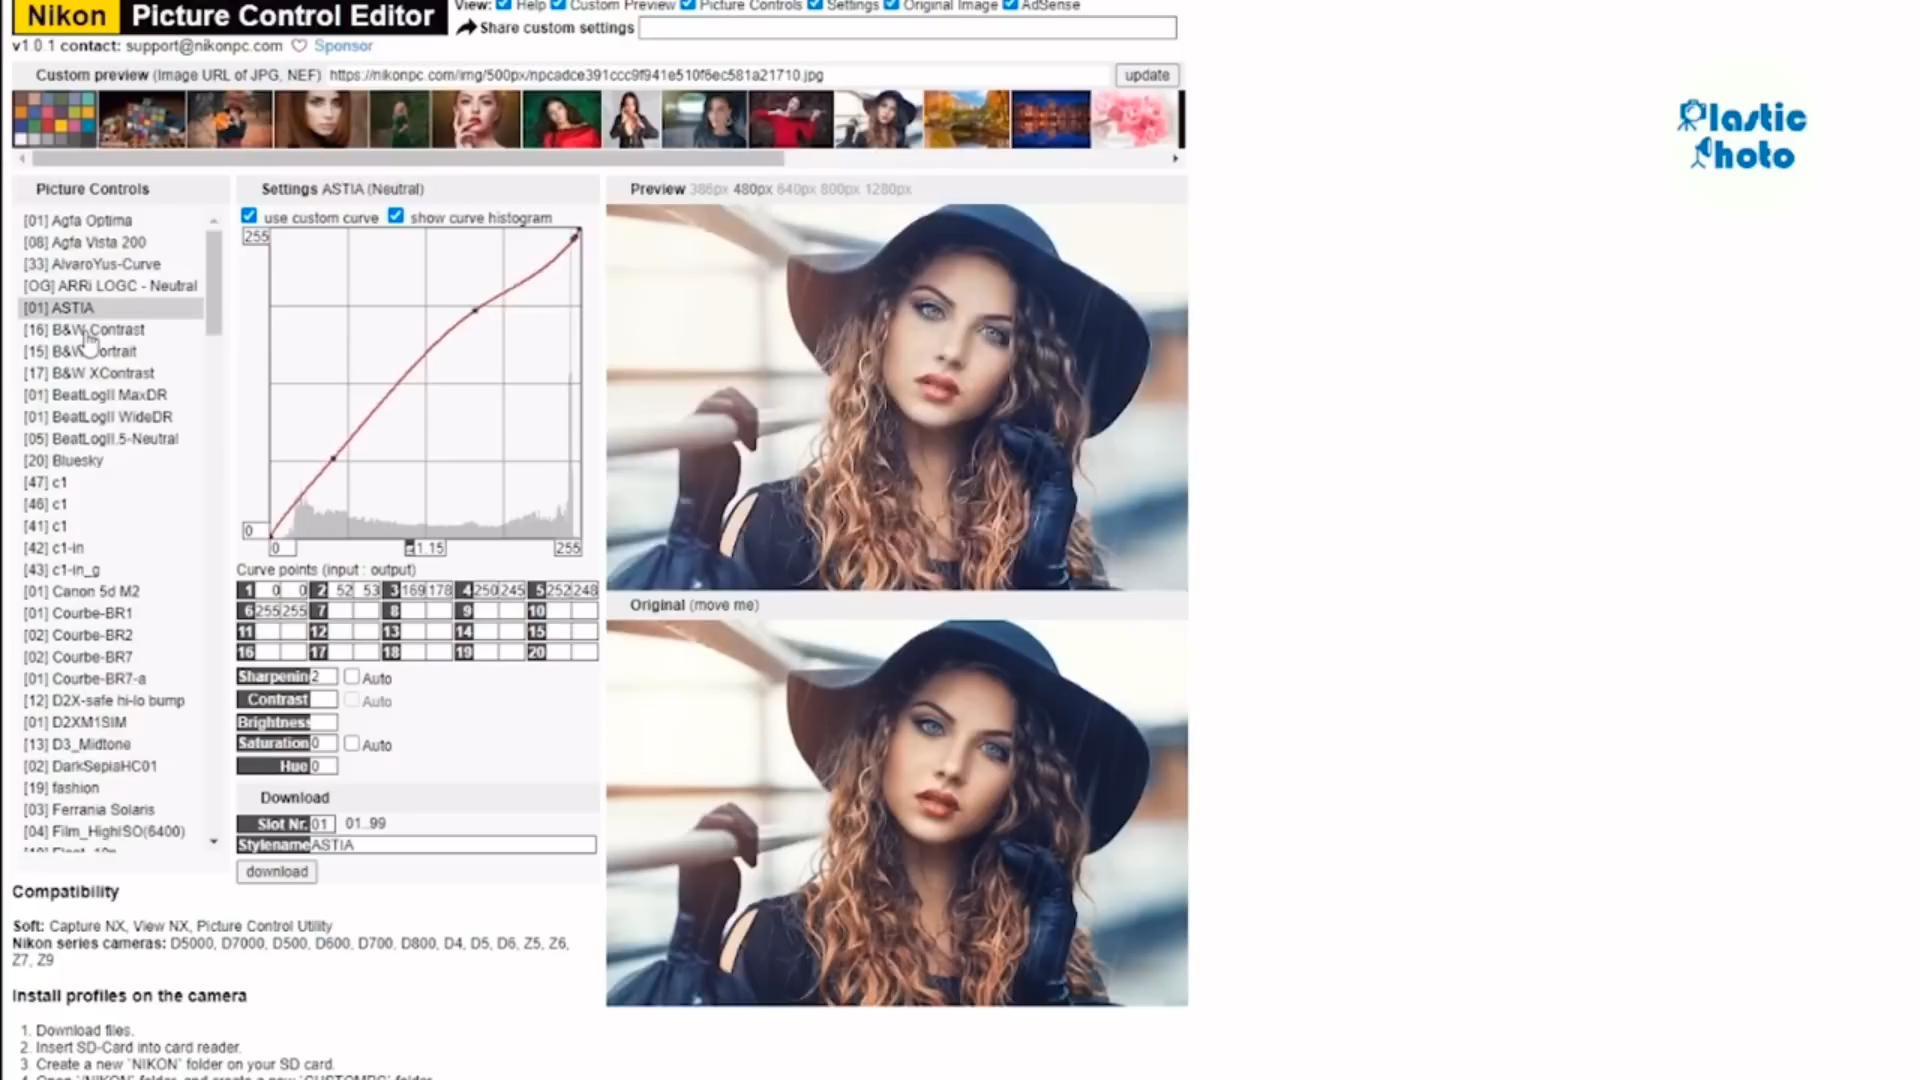 Nikon Picture Control Editor
View: Help Custom Preview Picture Controls Settings Original Image AdSense
Share custom settings
v1.0.1 contact: support@nikonpc.com Sponsor
Custom preview (Image URL of JPG, NEF) https://nikonpc.com/img/500px/npcadce391ccc9f941e510f6ec581a21710.jpg update
Plastic
Photo
Picture Controls
[01] Agfa Optima
[08] Agfa Vista 200
[33] AlvaroYus-Curve
[OG] ARRi LOGC - Neutral
[01] ASTIA
[16] B&W Contrast
[15] B&W Portrait
[17] B&W XContrast
[01] BeatLogII MaxDR
[01] BeatLogII WideDR
[05] BeatLogII.5-Neutral
[20] Bluesky
[47] c1
[46] c1
[41] c1
[42] c1-in
[43] c1-in_g
[01] Canon 5d M2
[01] Courbe-BR1
[02] Courbe-BR2
[02] Courbe-BR7
[01] Courbe-BR7-a
[12] D2X-safe hi-lo bump
[01] D2XM1SIM
[13] D3_Midtone
[02] DarkSepiaHC01
[19] fashion
[03] Ferrania Solaris
[04] Film_HighISO(6400)
Settings ASTIA (Neutral)
use custom curve show curve histogram
255
0
0 1.15 255
Curve points (input : output)
1 0 0 2 52 53 3 169 178 4 250 245 5 252 248
6 255 255 7 8 9 10
11 12 13 14 15
16 17 18 19 20
Sharpenin 2 Auto
Contrast Auto
Brightness
Saturation 0 Auto
Hue 0
Download
Slot Nr. 01 01..99
Stylename ASTIA
download
Preview 386px 480px 640px 800px 1280px
Original (move me)
Compatibility
Soft: Capture NX, View NX, Picture Control Utility
Nikon series cameras: D5000, D7000, D500, D600, D700, D800, D4, D5, D6, Z5, Z6,
Z7, Z9
Install profiles on the camera
1. Download files.
2. Insert SD-Card into card reader.
3. Create a new `NIKON` folder on your SD card.